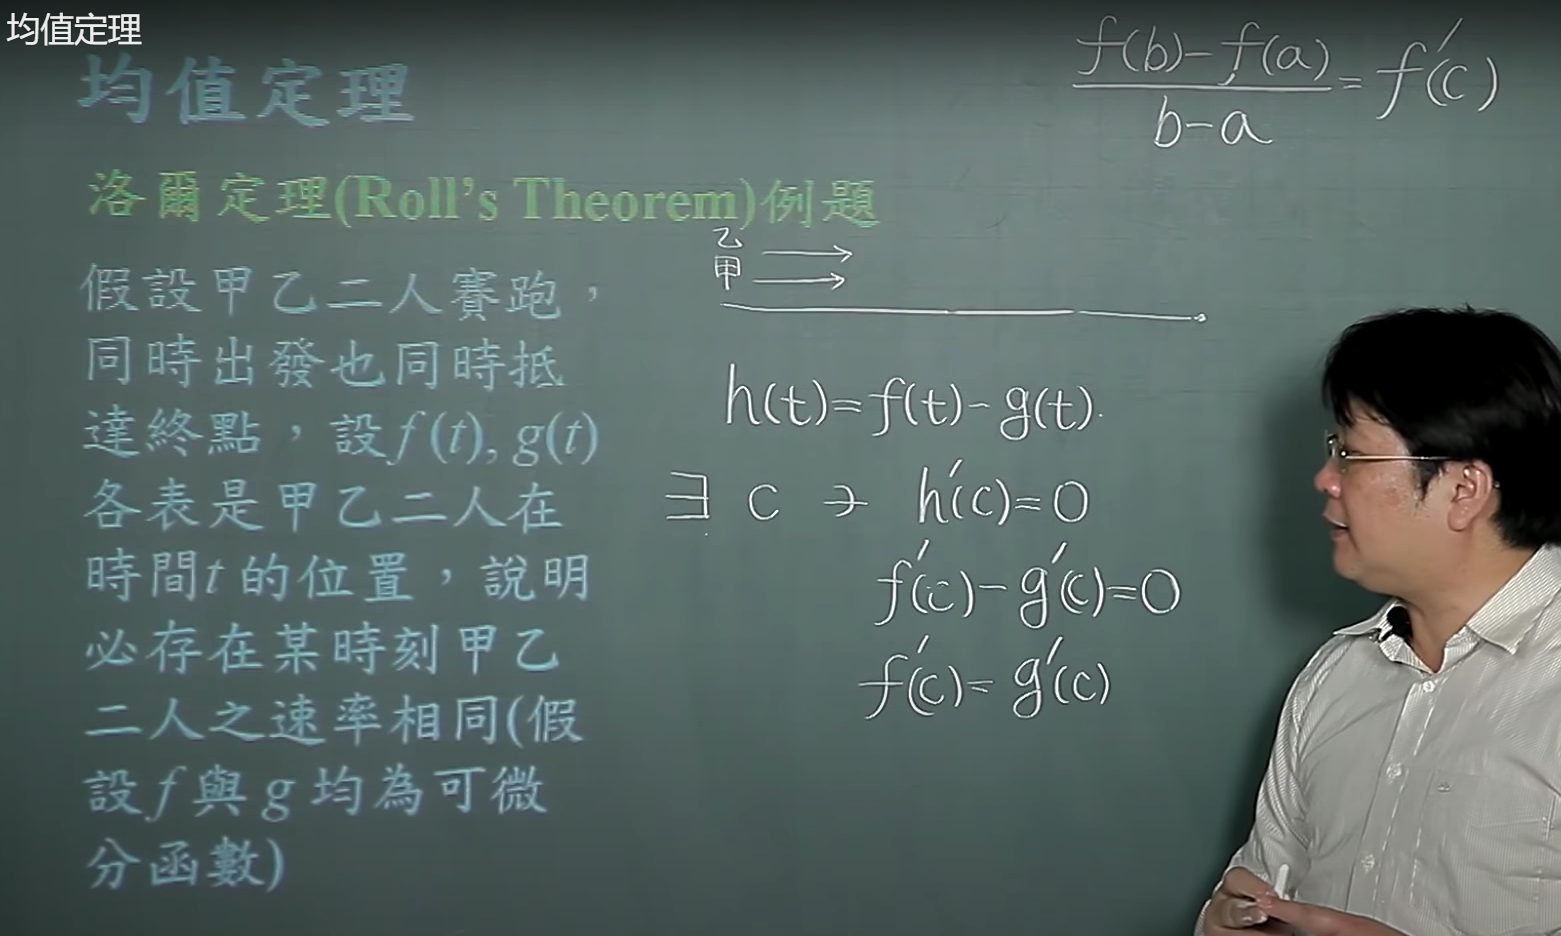 均值定理
均值定理
洛爾定理(Roll's Theorem)例題
假設甲乙二人賽跑，
同時出發也同時抵
達終點，設f(t), g(t)
各表是甲乙二人在
時間t的位置，說明
必存在某時刻甲乙
二人之速率相同(假
設f與g均為可微
分函數)
f(b)-f(a)
b-a
=f'(c)
乙
甲
h(t)=f(t)-g(t).
∃ c ∋ h'(c)=0
f'(c)-g'(c)=0
f'(c)=g'(c)